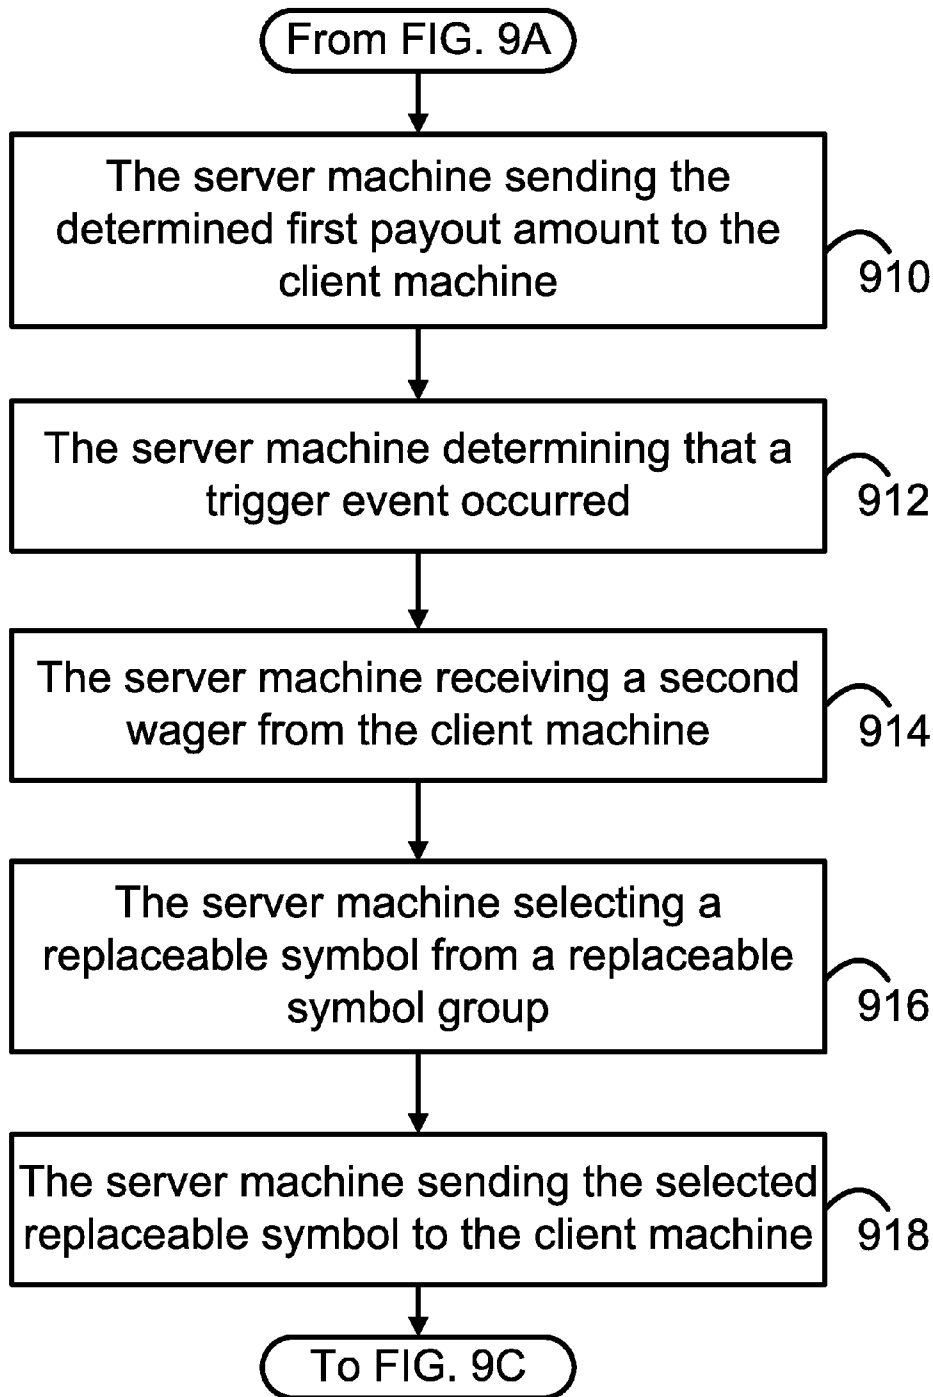 From FIG. 9A
The server machine sending the
determined first payout amount to the
client machine
910
The server machine determining that a
trigger event occurred
912
The server machine receiving a second
wager from the client machine
914
The server machine selecting a
replaceable symbol from a replaceable
symbol group
916
The server machine sending the selected
replaceable symbol to the client machine
918
To FIG. 9C